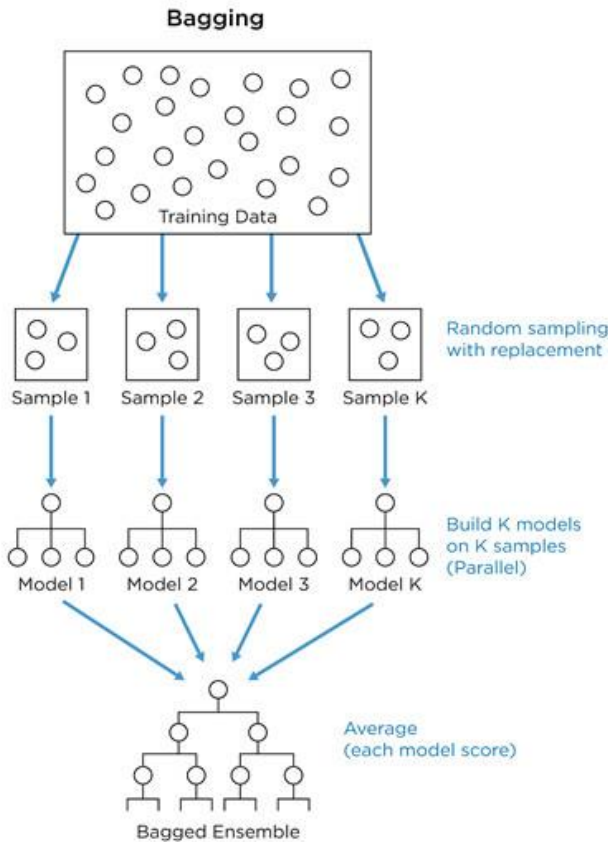 Bagging
Training Data
Random sampling
with replacement
Sample 1 Sample 2 Sample 3 Sample K
Build K models
on K samples
(Parallel)
Model 1 Model 2 Model 3 Model K
Average
(each model score)
Bagged Ensemble